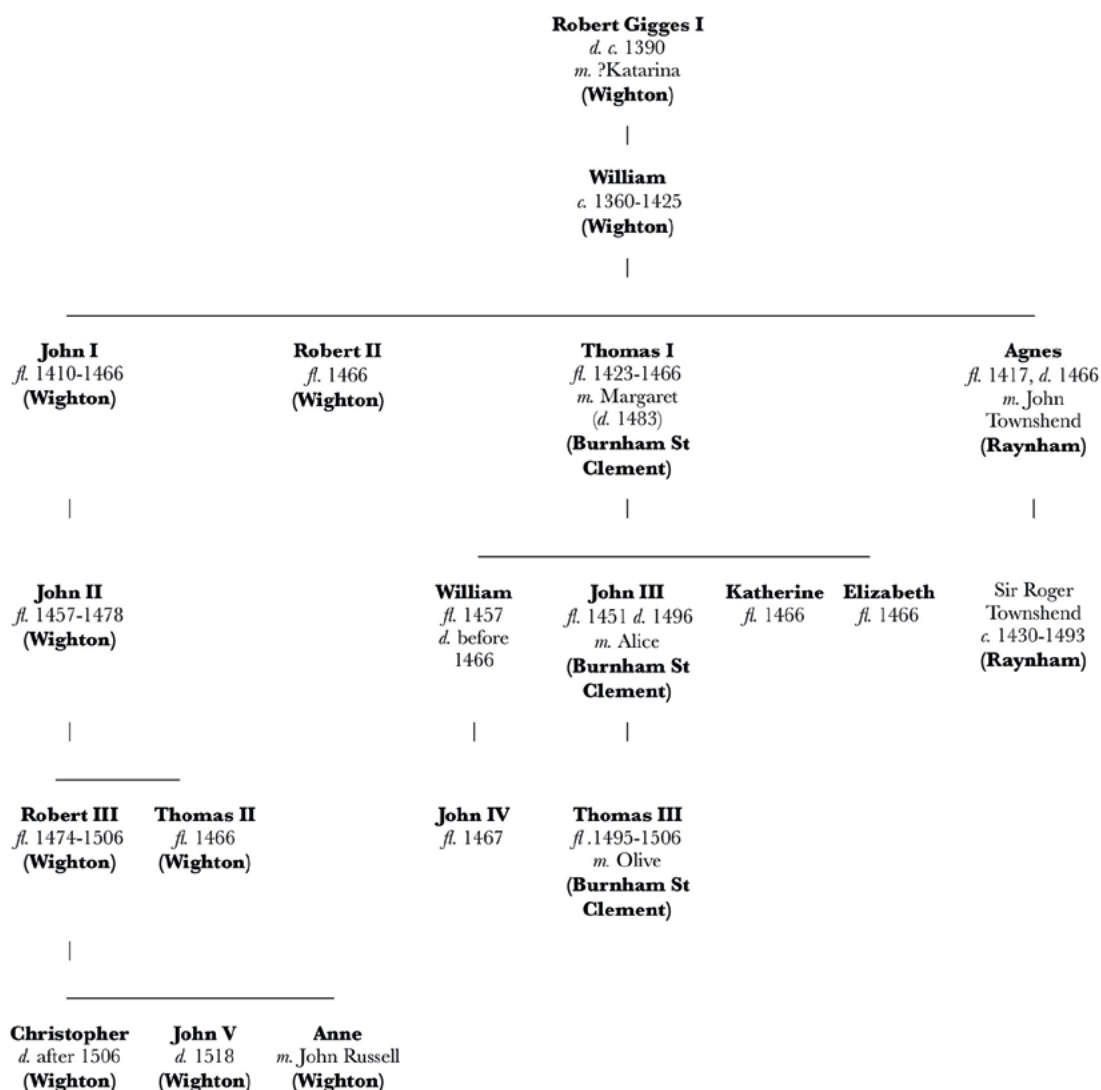 Robert Gigges I
d. c. 1390
m. ?Katarina
(Wighton)
William
c. 1360-1425
(Wighton)
John I
fl. 1410-1466
(Wighton)
Robert II
fl. 1466
(Wighton)
Thomas I
fl. 1423-1466
m. Margaret
(d. 1483)
(Burnham St
Clement)
Agnes
fl. 1417, d. 1466
m. John
Townshend
(Raynham)
John II
fl. 1457-1478
(Wighton)
William
fl. 1457
d. before
1466
John III
fl. 1451 d. 1496
m. Alice
(Burnham St
Clement)
Katherine
fl. 1466
Elizabeth
fl. 1466
Sir Roger
Townshend
c. 1430-1493
(Raynham)
Robert III
fl. 1474-1506
(Wighton)
Thomas II
fl. 1466
(Wighton)
John IV
fl. 1467
Thomas III
fl .1495-1506
m. Olive
(Burnham St
Clement)
Christopher
d. after 1506
(Wighton)
John V
d. 1518
(Wighton)
Anne
m. John Russell
(Wighton)